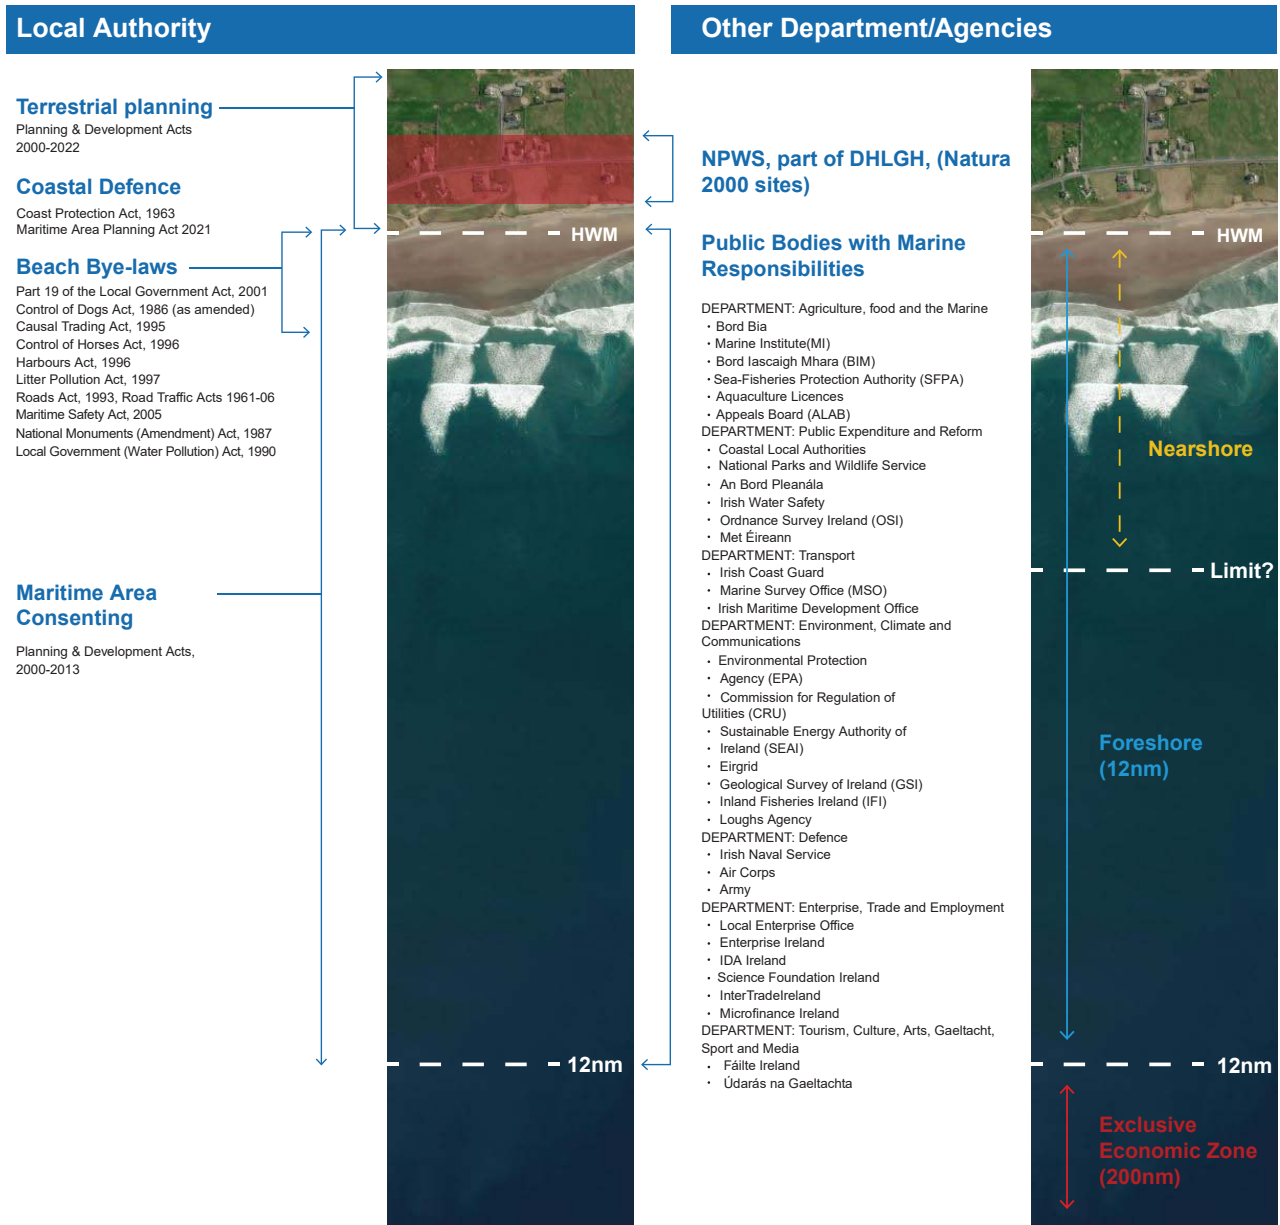 Local Authority
Terrestrial planning
Planning & Development Acts
2000-2022
Coastal Defence
Coast Protection Act, 1963
Maritime Area Planning Act 2021
Beach Bye-laws
Part 19 of the Local Government Act, 2001
Control of Dogs Act, 1986 (as amended)
Causal Trading Act, 1995
Control of Horses Act, 1996
Harbours Act, 1996
Litter Pollution Act, 1997
Roads Act, 1993, Road Traffic Acts 1961-06
Maritime Safety Act, 2005
National Monuments (Amendment) Act, 1987
Local Government (Water Pollution) Act, 1990
Maritime Area
Consenting
Planning & Development Acts,
2000-2013
HWM
12nm
Other Department/Agencies
NPWS, part of DHLGH, (Natura
2000 sites)
Public Bodies with Marine
Responsibilities
DEPARTMENT: Agriculture, food and the Marine
· Bord Bia
· Marine Institute(MI)
· Bord Iascaigh Mhara (BIM)
· Sea-Fisheries Protection Authority (SFPA)
· Aquaculture Licences
· Appeals Board (ALAB)
DEPARTMENT: Public Expenditure and Reform
· Coastal Local Authorities
· National Parks and Wildlife Service
· An Bord Pleanála
· Irish Water Safety
· Ordnance Survey Ireland (OSI)
· Met Éireann
DEPARTMENT: Transport
· Irish Coast Guard
· Marine Survey Office (MSO)
· Irish Maritime Development Office
DEPARTMENT: Environment, Climate and
Communications
· Environmental Protection
· Agency (EPA)
· Commission for Regulation of
Utilities (CRU)
· Sustainable Energy Authority of
· Ireland (SEAI)
· Eirgrid
· Geological Survey of Ireland (GSI)
· Inland Fisheries Ireland (IFI)
· Loughs Agency
DEPARTMENT: Defence
· Irish Naval Service
· Air Corps
· Army
DEPARTMENT: Enterprise, Trade and Employment
· Local Enterprise Office
· Enterprise Ireland
· IDA Ireland
· Science Foundation Ireland
· InterTradeIreland
· Microfinance Ireland
DEPARTMENT: Tourism, Culture, Arts, Gaeltacht,
Sport and Media
· Fáilte Ireland
· Údarás na Gaeltachta
HWM
Nearshore
Limit?
Foreshore
(12nm)
12nm
Exclusive
Economic Zone
(200nm)